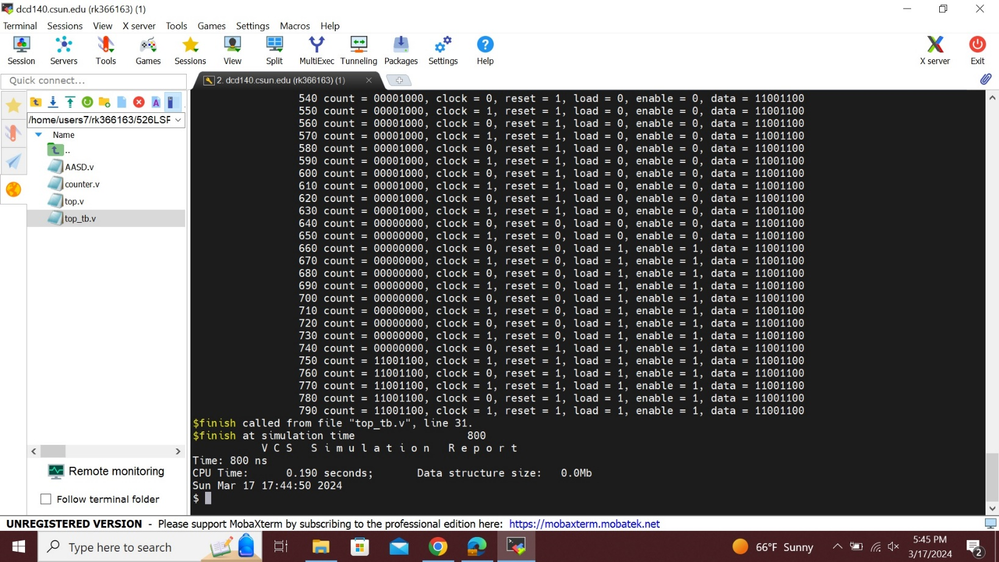 dcd140.csun.edu (rk366163) (1)
Terminal Sessions View X server Tools Games Settings Macros Help
Session Servers Tools Games Sessions View Split MultiExec Tunneling Packages Settings Help X server Exit
Quick connect...
2. dcd140.csun.edu (rk366163) (1)
/home/users7/rk366163/526LSF
Name
..
AASD.v
counter.v
top.v
top_tb.v
Remote monitoring
Follow terminal folder
540 count = 00001000, clock = 0, reset = 1, load = 0, enable = 0, data = 11001100
550 count = 00001000, clock = 1, reset = 1, load = 0, enable = 0, data = 11001100
560 count = 00001000, clock = 0, reset = 1, load = 0, enable = 0, data = 11001100
570 count = 00001000, clock = 1, reset = 1, load = 0, enable = 0, data = 11001100
580 count = 00001000, clock = 0, reset = 1, load = 0, enable = 0, data = 11001100
590 count = 00001000, clock = 1, reset = 1, load = 0, enable = 0, data = 11001100
600 count = 00001000, clock = 0, reset = 1, load = 0, enable = 0, data = 11001100
610 count = 00001000, clock = 1, reset = 1, load = 0, enable = 0, data = 11001100
620 count = 00001000, clock = 0, reset = 1, load = 0, enable = 0, data = 11001100
630 count = 00001000, clock = 1, reset = 1, load = 0, enable = 0, data = 11001100
640 count = 00000000, clock = 0, reset = 0, load = 0, enable = 0, data = 11001100
650 count = 00000000, clock = 1, reset = 0, load = 0, enable = 0, data = 11001100
660 count = 00000000, clock = 0, reset = 0, load = 1, enable = 1, data = 11001100
670 count = 00000000, clock = 1, reset = 0, load = 1, enable = 1, data = 11001100
680 count = 00000000, clock = 0, reset = 0, load = 1, enable = 1, data = 11001100
690 count = 00000000, clock = 1, reset = 0, load = 1, enable = 1, data = 11001100
700 count = 00000000, clock = 0, reset = 0, load = 1, enable = 1, data = 11001100
710 count = 00000000, clock = 1, reset = 0, load = 1, enable = 1, data = 11001100
720 count = 00000000, clock = 0, reset = 0, load = 1, enable = 1, data = 11001100
730 count = 00000000, clock = 1, reset = 0, load = 1, enable = 1, data = 11001100
740 count = 00000000, clock = 0, reset = 1, load = 1, enable = 1, data = 11001100
750 count = 11001100, clock = 1, reset = 1, load = 1, enable = 1, data = 11001100
760 count = 11001100, clock = 0, reset = 1, load = 1, enable = 1, data = 11001100
770 count = 11001100, clock = 1, reset = 1, load = 1, enable = 1, data = 11001100
780 count = 11001100, clock = 0, reset = 1, load = 1, enable = 1, data = 11001100
790 count = 11001100, clock = 1, reset = 1, load = 1, enable = 1, data = 11001100
$finish called from file "top_tb.v", line 31.
$finish at simulation time 800
V C S S i m u l a t i o n R e p o r t
Time: 800 ns
CPU Time: 0.190 seconds; Data structure size: 0.0Mb
Sun Mar 17 17:44:50 2024
$
UNREGISTERED VERSION - Please support MobaXterm by subscribing to the professional edition here: https://mobaxterm.mobatek.net
Type here to search
66°F Sunny
5:45 PM
3/17/2024
2